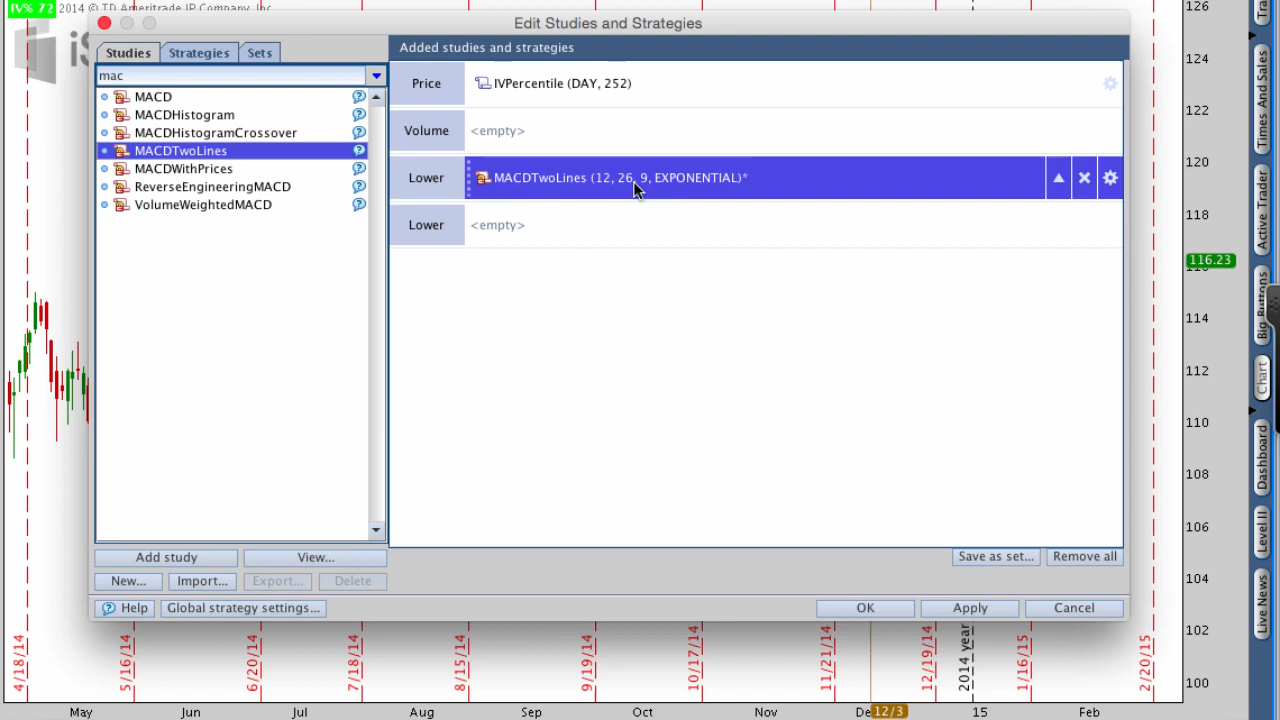 IV% 72 2014 © TD Ameritrade IP Company, Inc.
Edit Studies and Strategies
Studies
Strategies
Sets
mac
MACD
MACDHistogram
MACDHistogramCrossover
MACDTwoLines
MACDWithPrices
ReverseEngineeringMACD
VolumeWeightedMACD
Add study
View...
New...
Import...
Export...
Delete
Help
Global strategy settings...
Added studies and strategies
Price
IVPercentile (DAY, 252)
Volume
<empty>
Lower
MACDTwoLines (12, 26, 9, EXPONENTIAL)*
Lower
<empty>
Save as set...
Remove all
OK
Apply
Cancel
126
124
122
120
118
116.23
114
112
110
108
106
104
102
100
Times And Sales
Active Trader
Big Buttons
Chart
Dashboard
Level II
Live News
4/18/14
5/16/14
6/20/14
7/18/14
8/15/14
9/19/14
10/17/14
11/21/14
12/19/14
2014 year
1/16/15
2/20/15
May
Jun
Jul
Aug
Sep
Oct
Nov
12/3
15
Feb